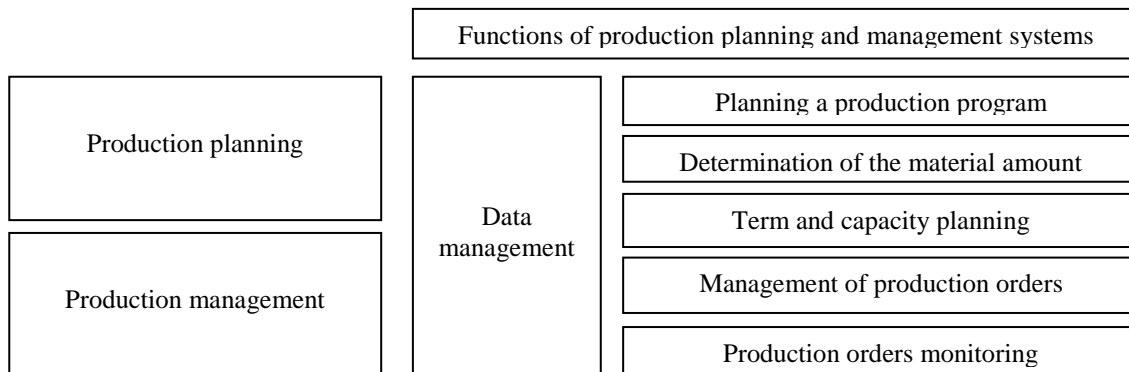 Functions of production planning and management systems
Production planning
Production management
Data
management
Planning a production program
Determination of the material amount
Term and capacity planning
Management of production orders
Production orders monitoring